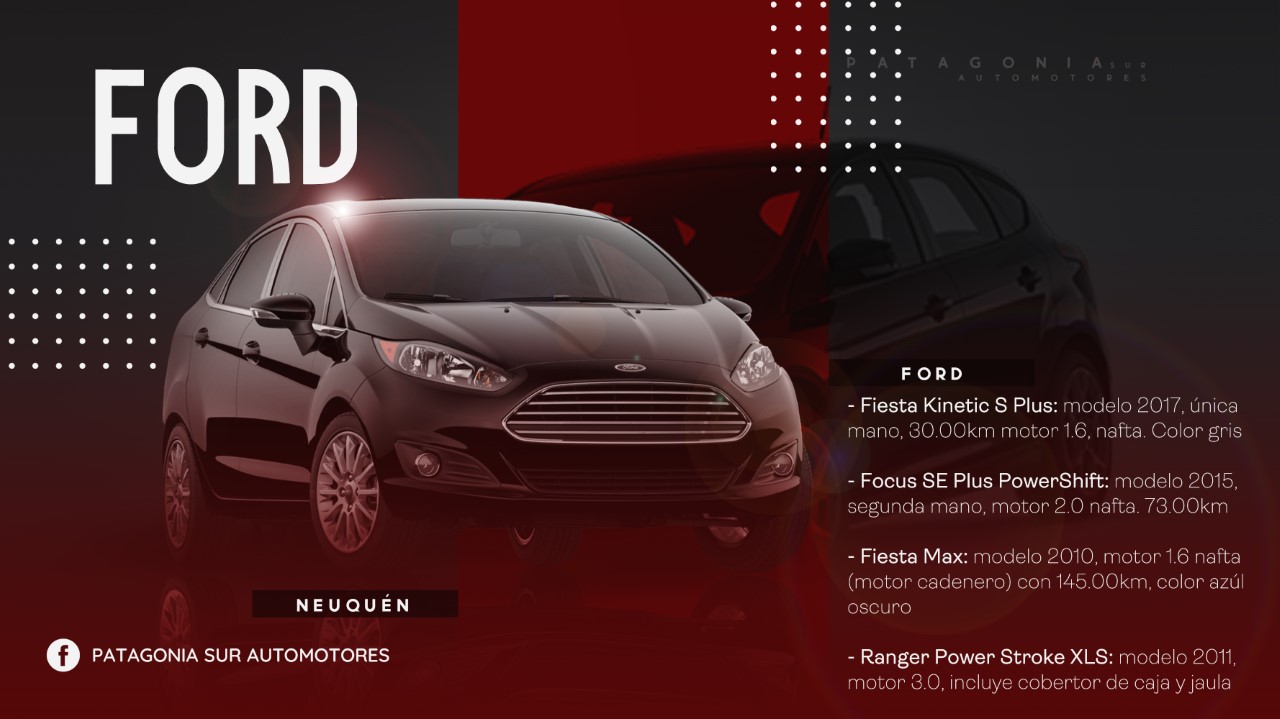 FORD
PATAGONIA SUR
AUTOMOTORES
Ford
FORD
- Fiesta Kinetic S Plus: modelo 2017, única
mano, 30.00km motor 1.6, nafta. Color gris
- Focus SE Plus PowerShift: modelo 2015,
segunda mano, motor 2.0 nafta. 73.00km
- Fiesta Max: modelo 2010, motor 1.6 nafta
(motor cadenero) con 145.00km, color azúl
oscuro
- Ranger Power Stroke XLS: modelo 2011,
motor 3.0, incluye cobertor de caja y jaula
NEUQUÉN
f PATAGONIA SUR AUTOMOTORES